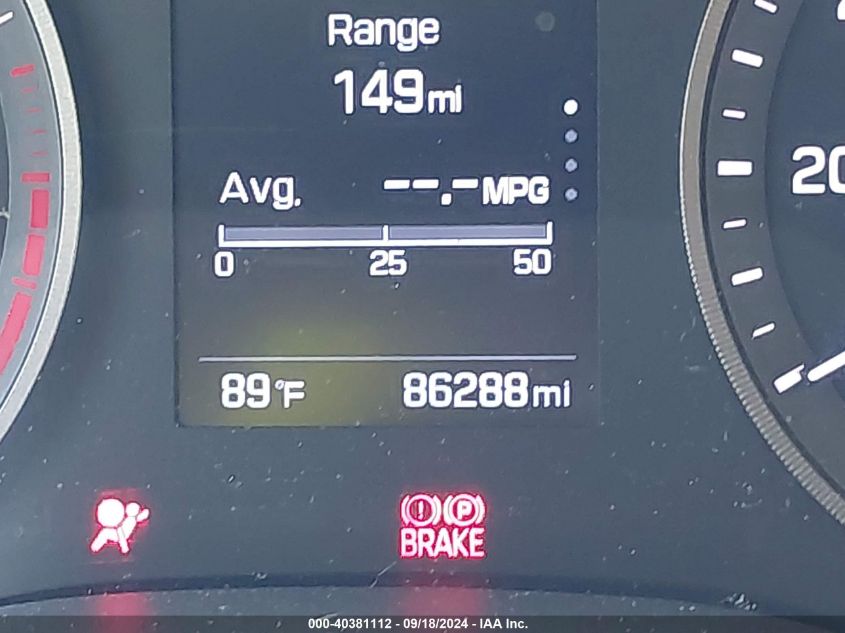 Range
149mi
20
Avg. --.-MPG
0 25 50
89°F 86288mi
(!) (P)
BRAKE
000-40381112 - 09/18/2024 - IAA Inc.